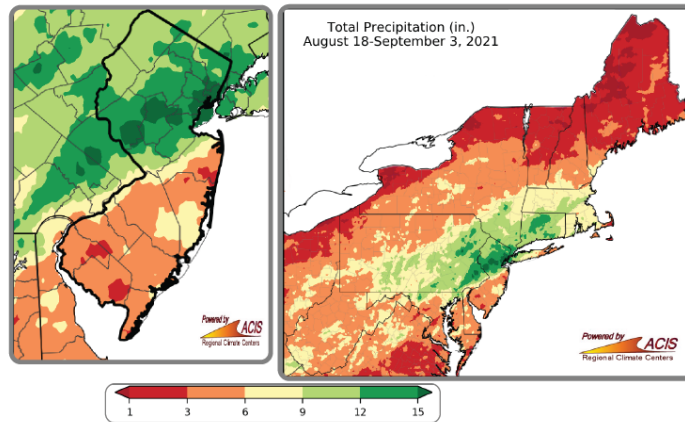 Total Precipitation (in.)
August 18-September 3, 2021
Powered by
ACIS
Regional Climate Centers
Powered by
ACIS
Regional Climate Centers
1 3 6 9 12 15